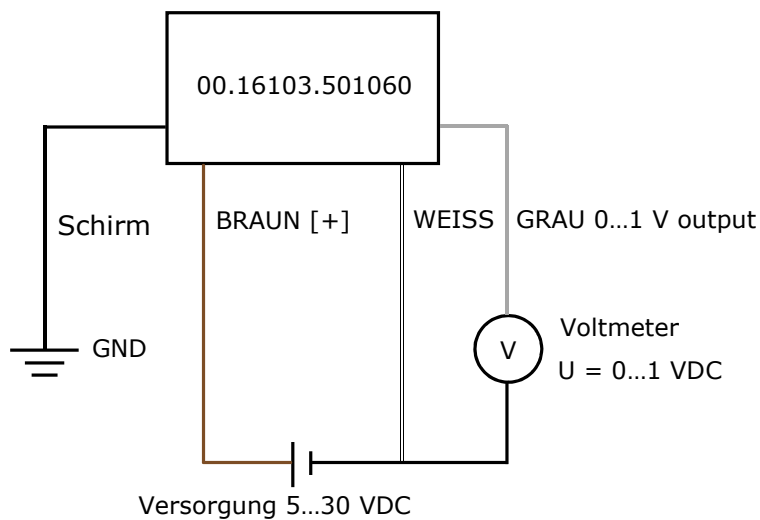 00.16103.501060
Schirm
BRAUN [+]
WEISS
GRAU 0...1 V output
GND
V
Voltmeter
U = 0...1 VDC
Versorgung 5...30 VDC